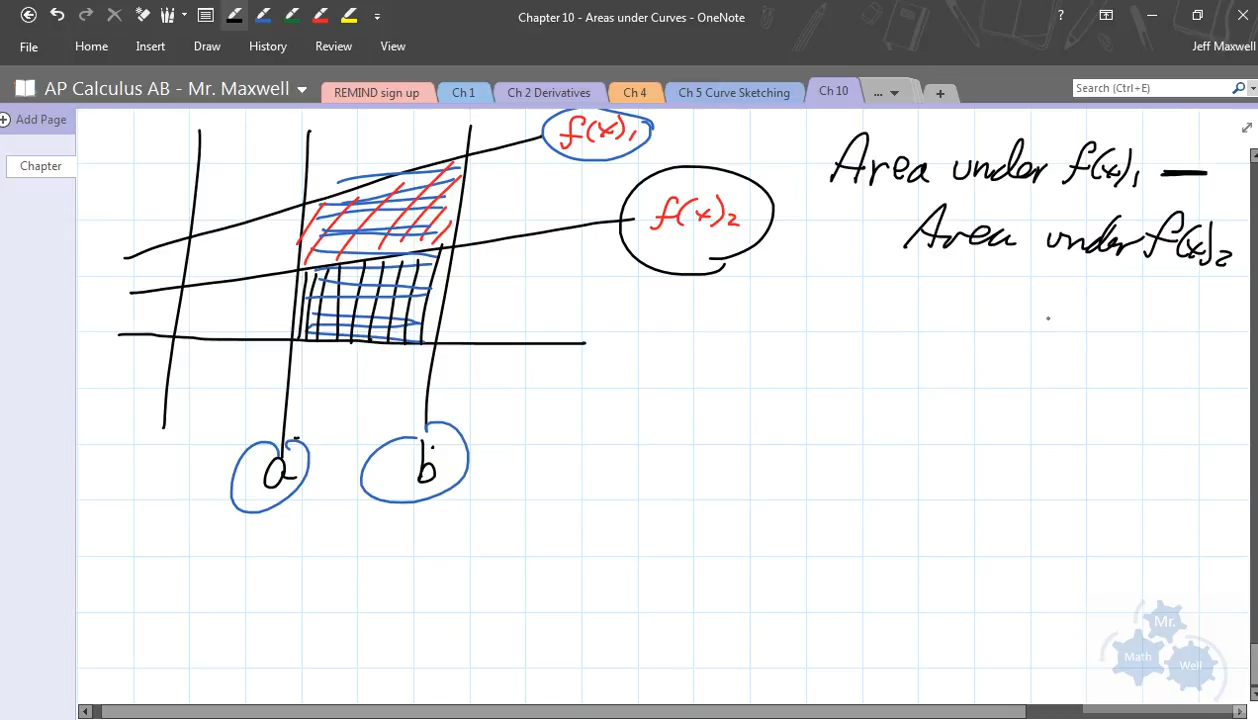 Chapter 10 - Areas under Curves - OneNote
?
File Home Insert Draw History Review View
Jeff Maxwell
AP Calculus AB - Mr. Maxwell
REMIND sign up
Ch 1
Ch 2 Derivatives
Ch 4
Ch 5 Curve Sketching
Ch 10
...
Search (Ctrl+E)
Add Page
Chapter
f(x)₁
f(x)₂
Area under f(x)₁ —
Area under f(x)₂
a
b
Mr.
Math
Well